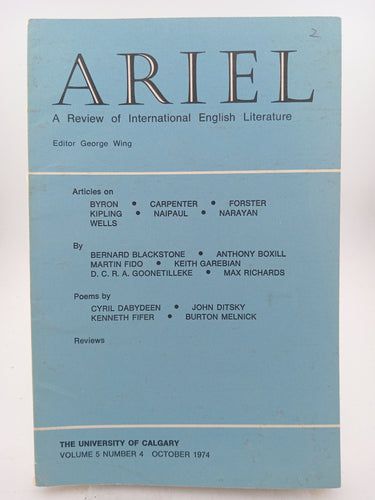 2
ARIEL
A Review of International English Literature
Editor George Wing
Articles on
BYRON • CARPENTER • FORSTER
KIPLING • NAIPAUL • NARAYAN
WELLS
By
BERNARD BLACKSTONE • ANTHONY BOXILL
MARTIN FIDO • KEITH GAREBIAN
D. C. R. A. GOONETILLEKE • MAX RICHARDS
Poems by
CYRIL DABYDEEN • JOHN DITSKY
KENNETH FIFER • BURTON MELNICK
Reviews
THE UNIVERSITY OF CALGARY
VOLUME 5 NUMBER 4 OCTOBER 1974